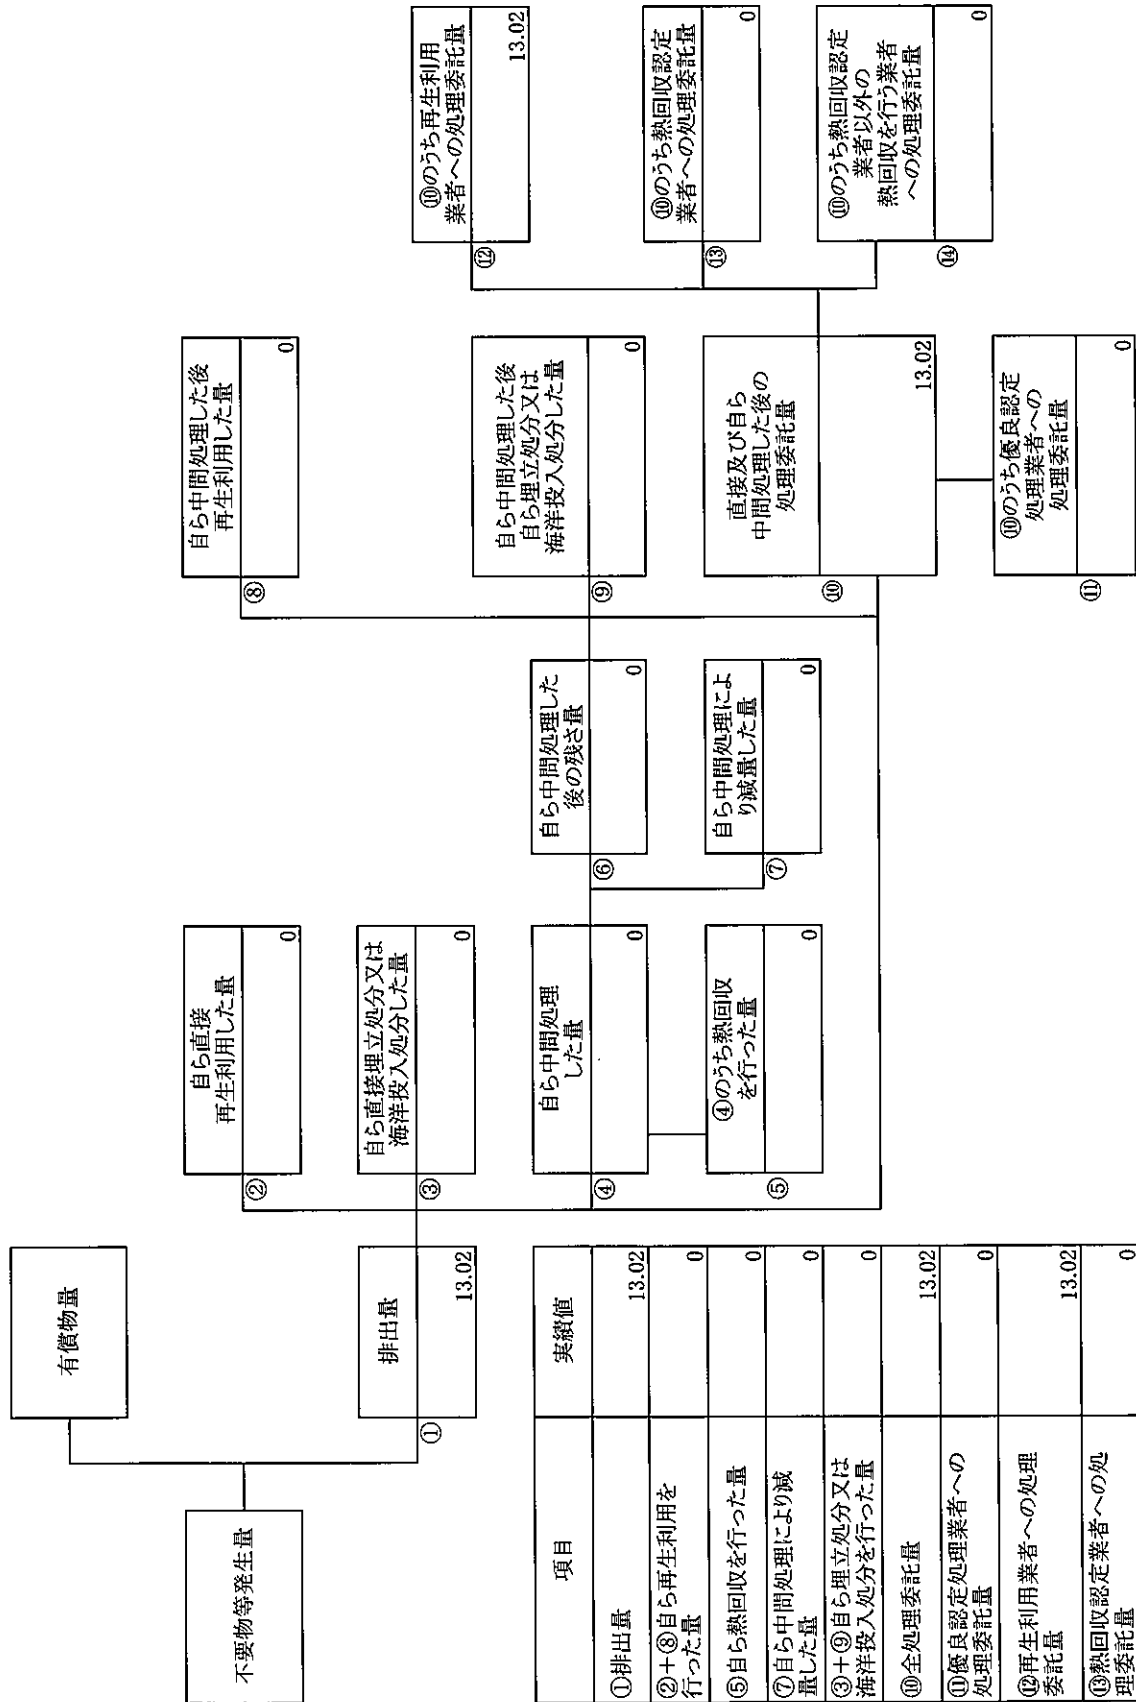 不要物等発生量
有償物量
①
排出量
13.02
②
自ら直接
再生利用した量
0
③
自ら直接埋立処分又は
海洋投入処分した量
0
④
自ら中間処理
した量
0
⑤
④のうち熱回収
を行った量
0
⑥
自ら中間処理した
後の残さ量
0
⑦
自ら中間処理によ
り減量した量
0
⑧
自ら中間処理した後
再生利用した量
0
⑨
自ら中間処理した後
自ら埋立処分又は
海洋投入処分した量
0
⑩
直接及び自ら
中間処理した後の
処理委託量
13.02
⑪
⑩のうち優良認定
処理業者への
処理委託量
0
⑫
⑩のうち再生利用
業者への処理委託量
13.02
⑬
⑩のうち熱回収認定
業者への処理委託量
0
⑭
⑩のうち熱回収認定
業者以外の
熱回収を行う業者
への処理委託量
0
項目 実績値
①排出量 13.02
②+⑧自ら再生利用を
行った量 0
⑤自ら熱回収を行った量 0
⑦自ら中間処理により減
量した量 0
③+⑨自ら埋立処分又は
海洋投入処分を行った量 0
⑩全処理委託量 13.02
⑪優良認定処理業者への
処理委託量 0
⑫再生利用業者への処理
委託量 13.02
⑬熱回収認定業者への処
理委託量 0